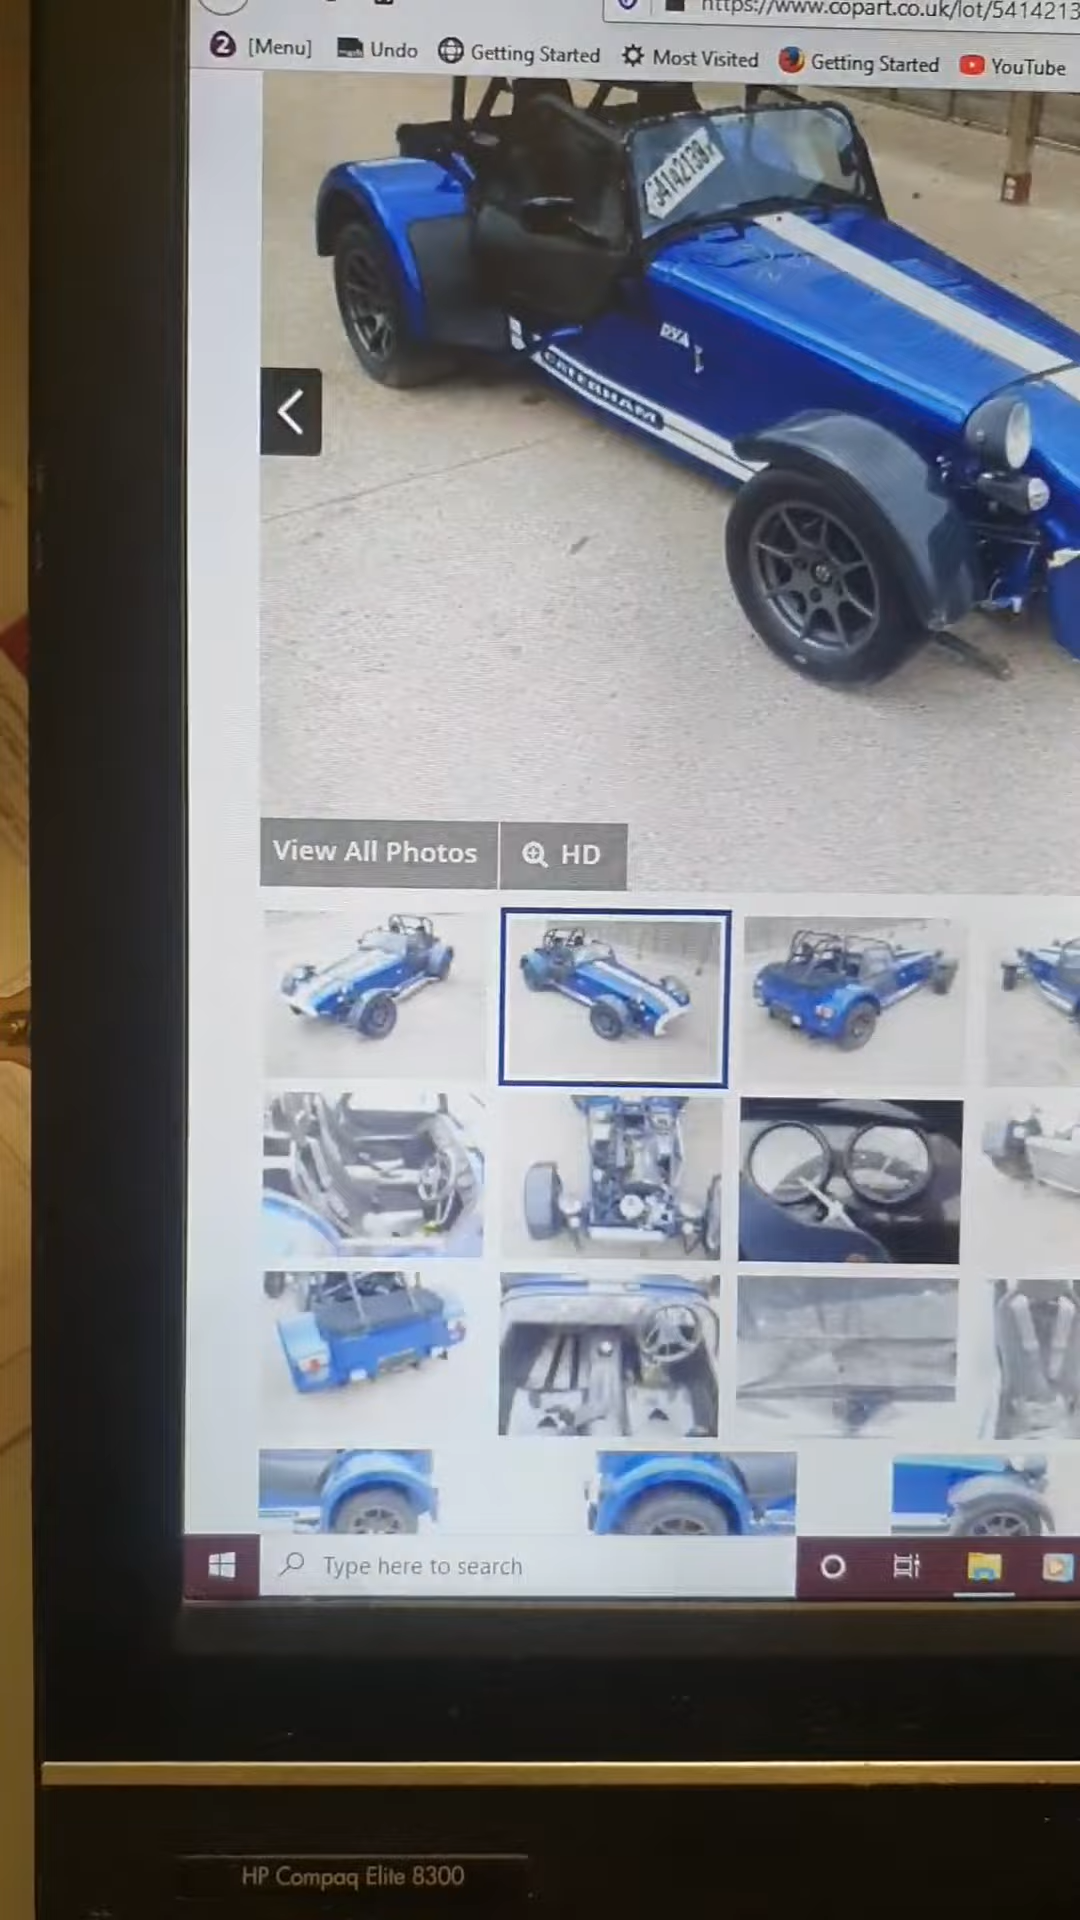 https://www.copart.co.uk/lot/5414213
2 [Menu] Undo Getting Started Most Visited Getting Started YouTube
CATERHAM
View All Photos HD
Type here to search
HP Compaq Elite 8300